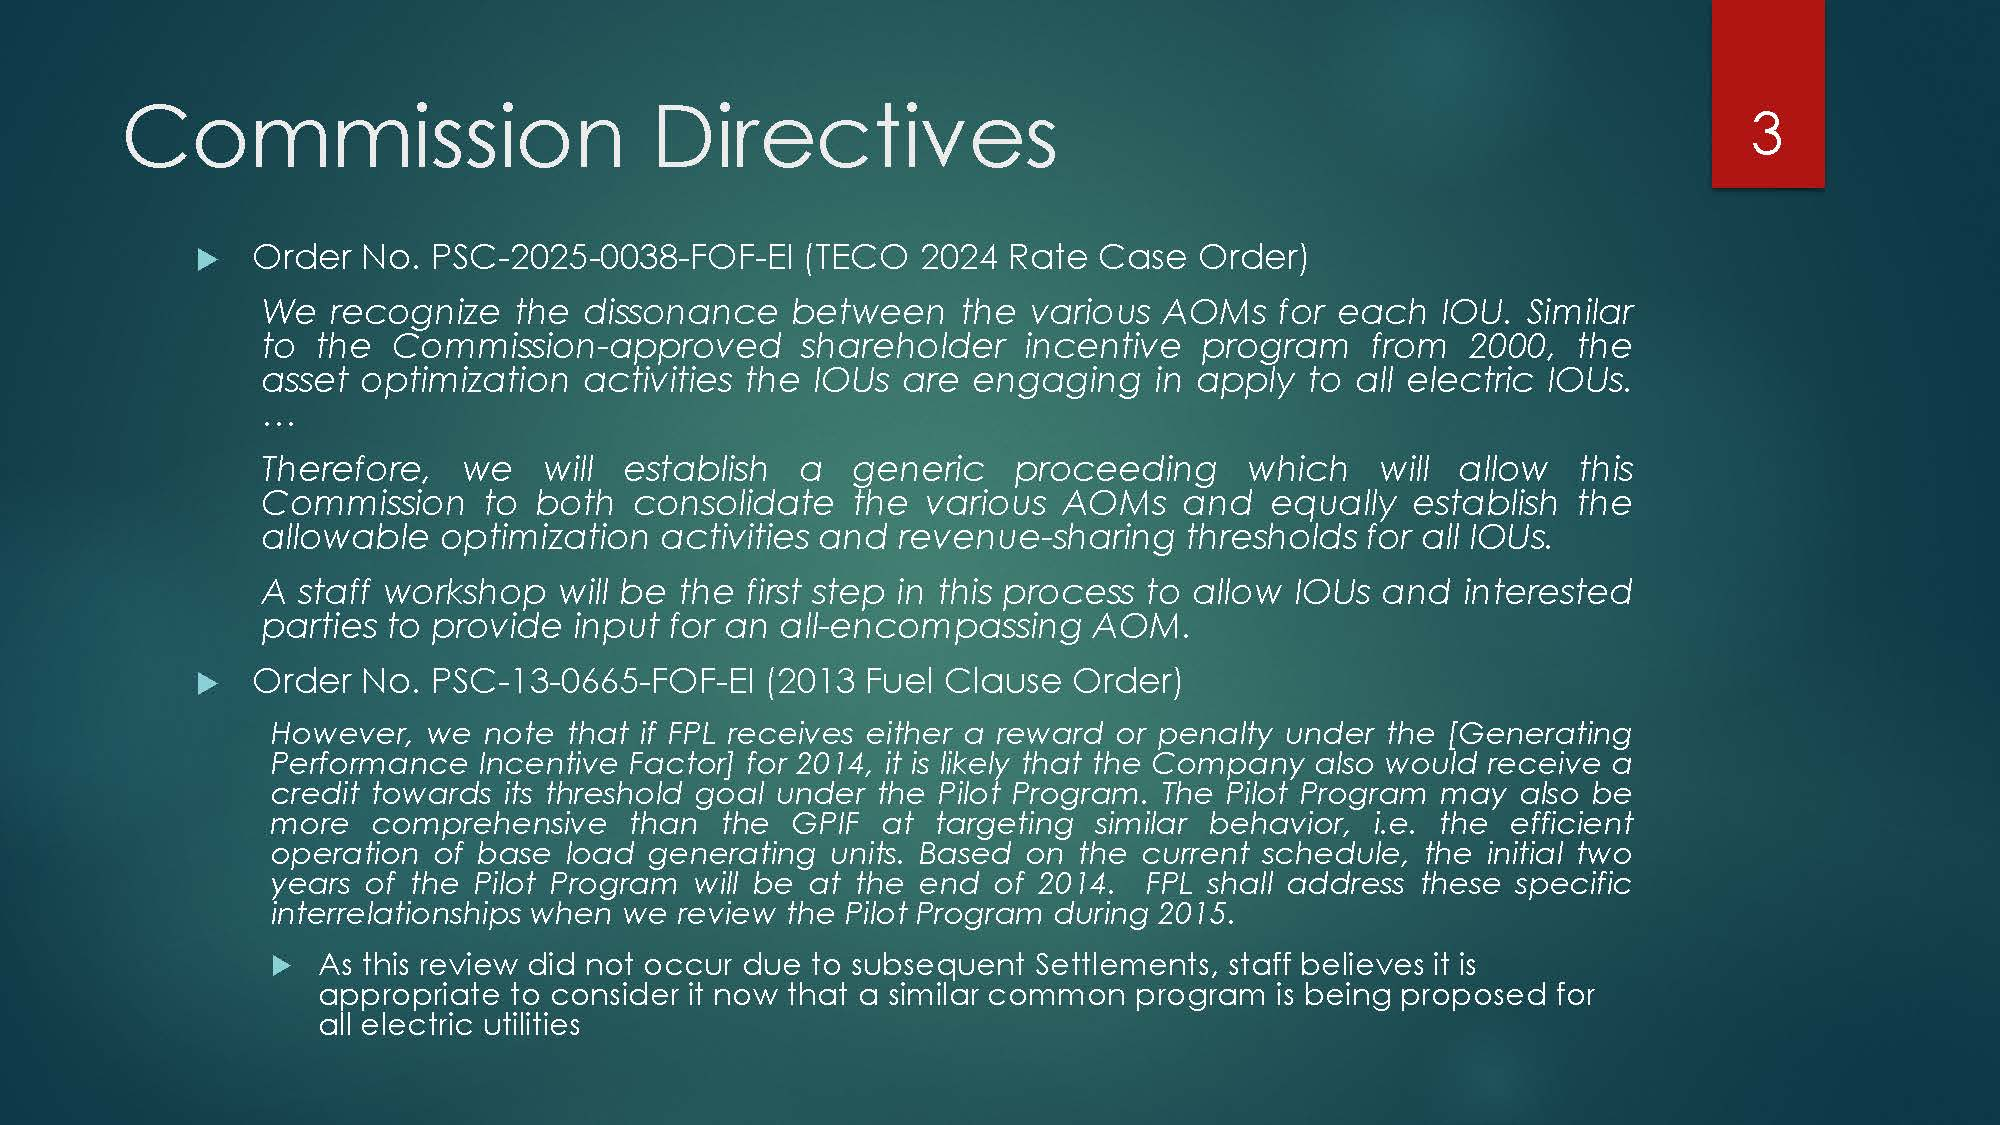 Commission Directives
3
Order No. PSC-2025-0038-FOF-EI (TECO 2024 Rate Case Order)
We recognize the dissonance between the various AOMs for each IOU. Similar
to the Commission-approved shareholder incentive program from 2000, the
asset optimization activities the IOUs are engaging in apply to all electric IOUs.
…
Therefore, we will establish a generic proceeding which will allow this
Commission to both consolidate the various AOMs and equally establish the
allowable optimization activities and revenue-sharing thresholds for all IOUs.
A staff workshop will be the first step in this process to allow IOUs and interested
parties to provide input for an all-encompassing AOM.
Order No. PSC-13-0665-FOF-EI (2013 Fuel Clause Order)
However, we note that if FPL receives either a reward or penalty under the [Generating
Performance Incentive Factor] for 2014, it is likely that the Company also would receive a
credit towards its threshold goal under the Pilot Program. The Pilot Program may also be
more comprehensive than the GPIF at targeting similar behavior, i.e. the efficient
operation of base load generating units. Based on the current schedule, the initial two
years of the Pilot Program will be at the end of 2014. FPL shall address these specific
interrelationships when we review the Pilot Program during 2015.
As this review did not occur due to subsequent Settlements, staff believes it is
appropriate to consider it now that a similar common program is being proposed for
all electric utilities